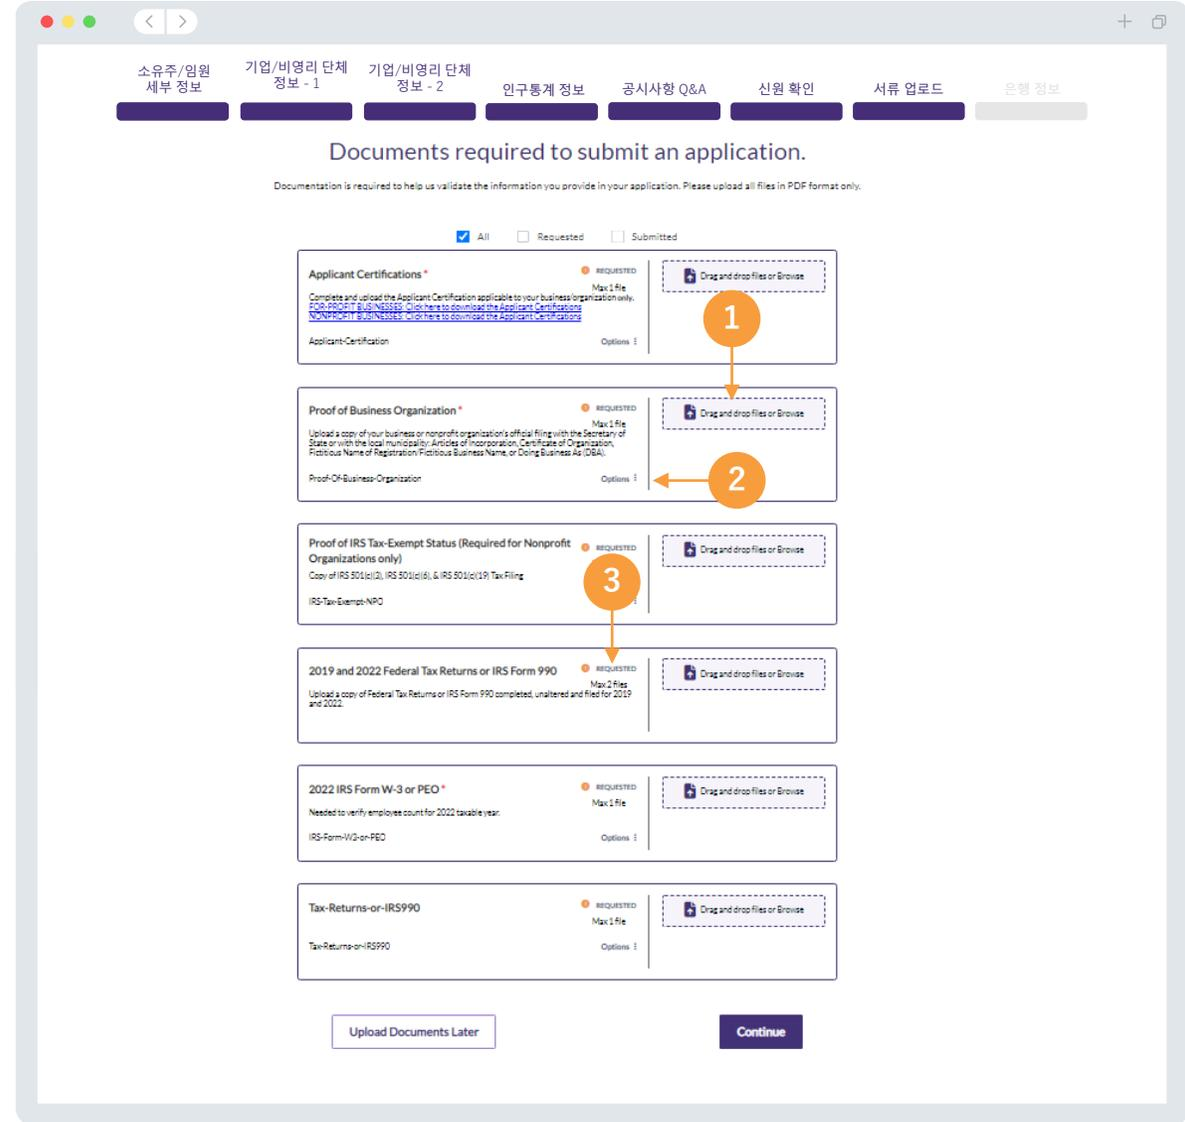 소유주/임원
세부 정보
기업/비영리 단체
정보 - 1
기업/비영리 단체
정보 - 2
인구통계 정보
공시사항 Q&A
신원 확인
서류 업로드
은행 정보
Documents required to submit an application.
Documentation is required to help us validate the information you provide in your application. Please upload all files in PDF format only.
All
Requested
Submitted
Applicant Certifications *
REQUESTED
Max 1 file
Drag and drop files or Browse
Complete and upload the Applicant Certification applicable to your business/organization only.
FOR-PROFIT BUSINESSES: Click here to download the Applicant Certifications
NONPROFIT BUSINESSES: Click here to download the Applicant Certifications
Applicant-Certification
Options
1
Proof of Business Organization *
REQUESTED
Max 1 file
Drag and drop files or Browse
Upload a copy of your business or nonprofit organization's official filing with the Secretary of
State or with the local municipality: Articles of Incorporation, Certificate of Organization,
Fictitious Name of Registration/Fictitious Business Name, or Doing Business As (DBA).
Proof-Of-Business-Organization
Options
2
Proof of IRS Tax-Exempt Status (Required for Nonprofit
Organizations only)
REQUESTED
Drag and drop files or Browse
Copy of IRS 501(c)(3), IRS 501(c)(6), & IRS 501(c)(19) Tax Filing
IRS-Tax-Exempt-NPO
3
2019 and 2022 Federal Tax Returns or IRS Form 990
REQUESTED
Max 2 files
Drag and drop files or Browse
Upload a copy of Federal Tax Returns or IRS Form 990 completed, unaltered and filed for 2019
and 2022.
2022 IRS Form W-3 or PEO *
REQUESTED
Max 1 file
Drag and drop files or Browse
Needed to verify employee count for 2022 taxable year.
IRS-Form-W3-or-PEO
Options
Tax-Returns-or-IRS990
REQUESTED
Max 1 file
Drag and drop files or Browse
Tax-Returns-or-IRS990
Options
Upload Documents Later
Continue